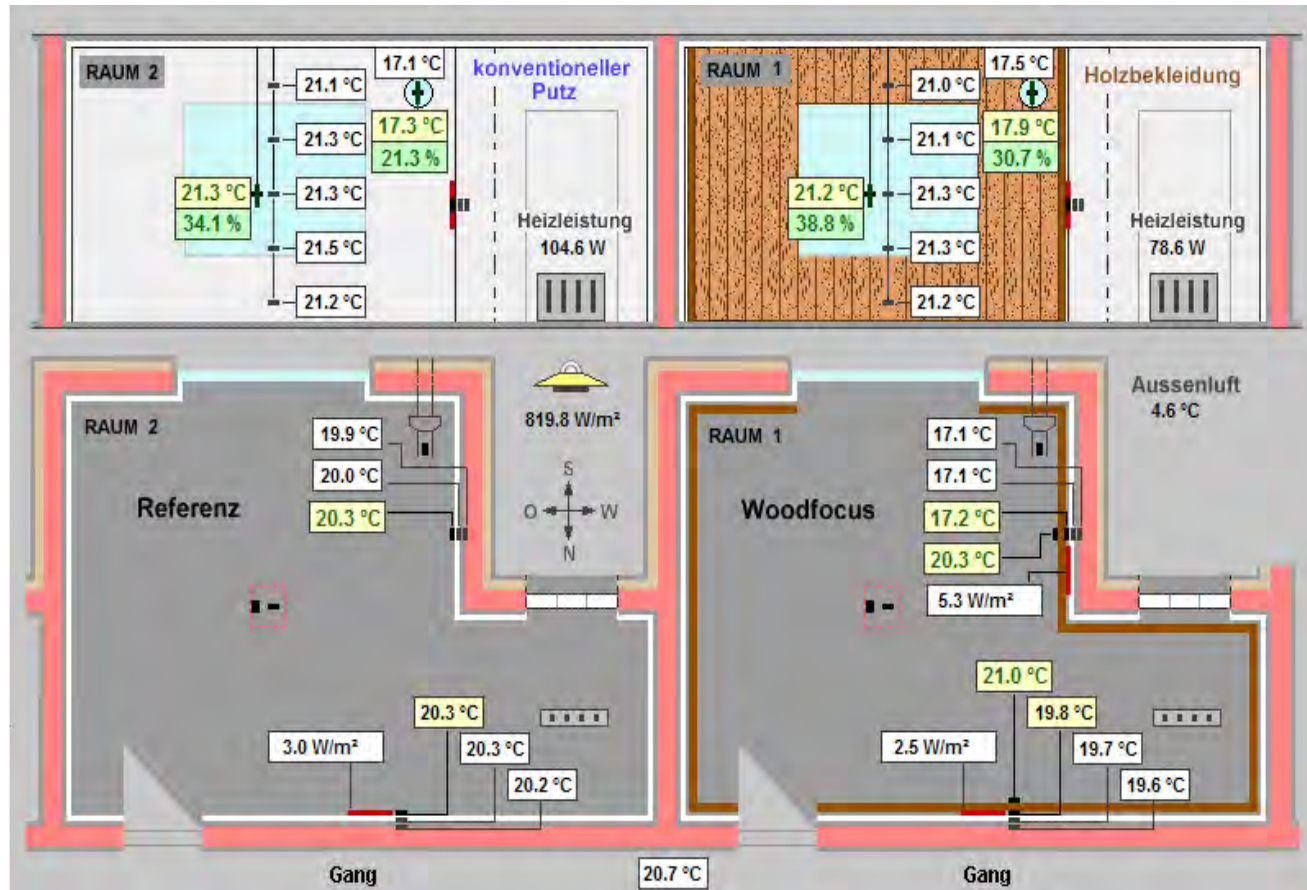 RAUM 2
17.1 °C
konventioneller
Putz
21.1 °C
17.3 °C
21.3 %
21.3 °C
21.3 °C
34.1 %
21.3 °C
21.5 °C
21.2 °C
Heizleistung
104.6 W
RAUM 1
17.5 °C
Holzbekleidung
21.0 °C
17.9 °C
30.7 %
21.1 °C
21.2 °C
38.8 %
21.3 °C
21.3 °C
21.2 °C
Heizleistung
78.6 W
RAUM 2
Referenz
19.9 °C
20.0 °C
20.3 °C
819.8 W/m²
S
O W
N
3.0 W/m²
20.3 °C
20.3 °C
20.2 °C
RAUM 1
Woodfocus
17.1 °C
17.1 °C
17.2 °C
20.3 °C
5.3 W/m²
Aussenluft
4.6 °C
21.0 °C
2.5 W/m²
19.8 °C
19.7 °C
19.6 °C
Gang
20.7 °C
Gang